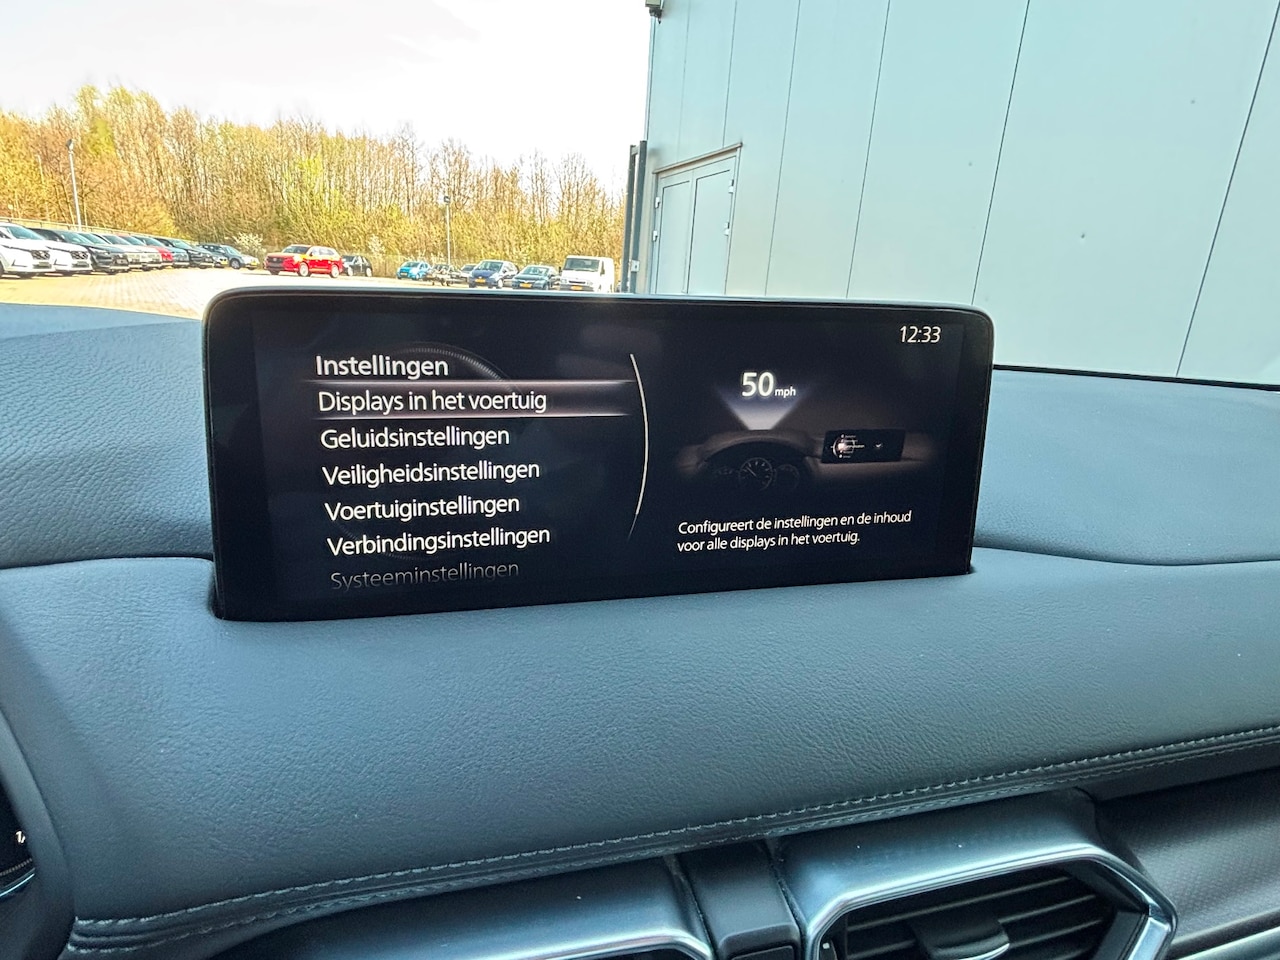 12:33
Instellingen
Displays in het voertuig
Geluidsinstellingen
Veiligheidsinstellingen
Voertuiginstellingen
Verbindingsinstellingen
Systeeminstellingen
50 mph
Configureert de instellingen en de inhoud
voor alle displays in het voertuig.